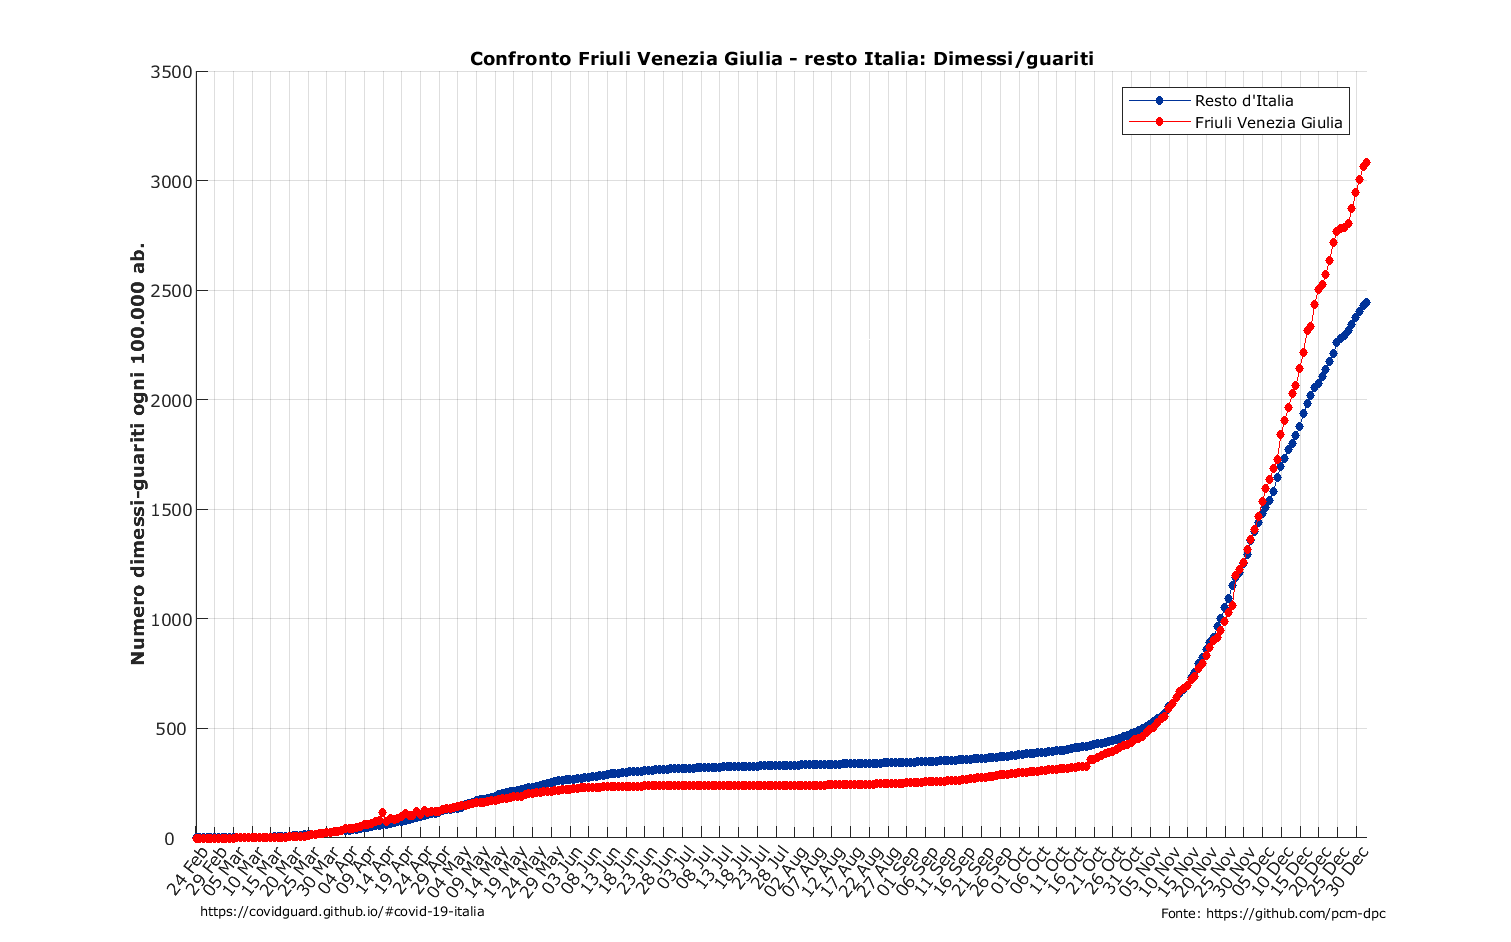 Confronto Friuli Venezia Giulia - resto Italia: Dimessi/guariti
Resto d'Italia
Friuli Venezia Giulia
Numero dimessi-guariti ogni 100.000 ab.
3500
3000
2500
2000
1500
1000
500
0
24 Feb
29 Feb
05 Mar
10 Mar
15 Mar
20 Mar
25 Mar
30 Mar
04 Apr
09 Apr
14 Apr
19 Apr
24 Apr
29 Apr
04 May
09 May
14 May
19 May
24 May
29 May
03 Jun
08 Jun
13 Jun
18 Jun
23 Jun
28 Jun
03 Jul
08 Jul
13 Jul
18 Jul
23 Jul
28 Jul
02 Aug
07 Aug
12 Aug
17 Aug
22 Aug
27 Aug
01 Sep
06 Sep
11 Sep
16 Sep
21 Sep
26 Sep
01 Oct
06 Oct
11 Oct
16 Oct
21 Oct
26 Oct
31 Oct
05 Nov
10 Nov
15 Nov
20 Nov
25 Nov
30 Nov
05 Dec
10 Dec
15 Dec
20 Dec
25 Dec
30 Dec
https://covidguard.github.io/#covid-19-italia
Fonte: https://github.com/pcm-dpc